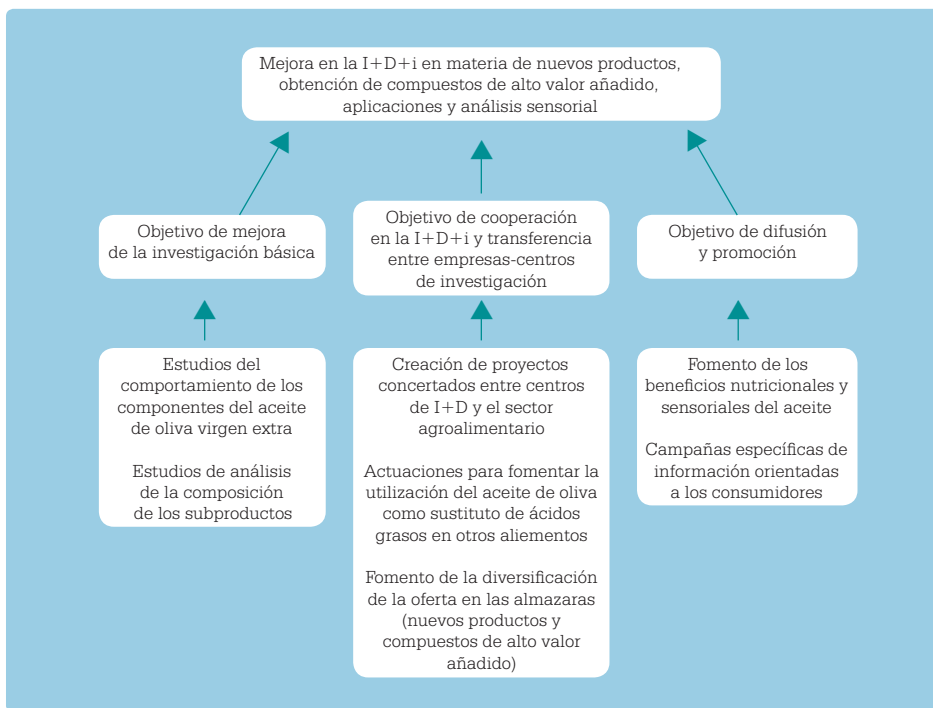 Mejora en la I+D+i en materia de nuevos productos,
obtención de compuestos de alto valor añadido,
aplicaciones y análisis sensorial
Objetivo de mejora
de la investigación básica
Objetivo de cooperación
en la I+D+i y transferencia
entre empresas-centros
de investigación
Objetivo de difusión
y promoción
Estudios del
comportamiento de los
componentes del aceite
de oliva virgen extra
Estudios de análisis
de la composición
de los subproductos
Creación de proyectos
concertados entre centros
de I+D y el sector
agroalimentario
Actuaciones para fomentar la
utilización del aceite de oliva
como sustituto de ácidos
grasos en otros aliementos
Fomento de la diversificación
de la oferta en las almazaras
(nuevos productos y
compuestos de alto valor
añadido)
Fomento de los
beneficios nutricionales y
sensoriales del aceite
Campañas específicas de
información orientadas
a los consumidores